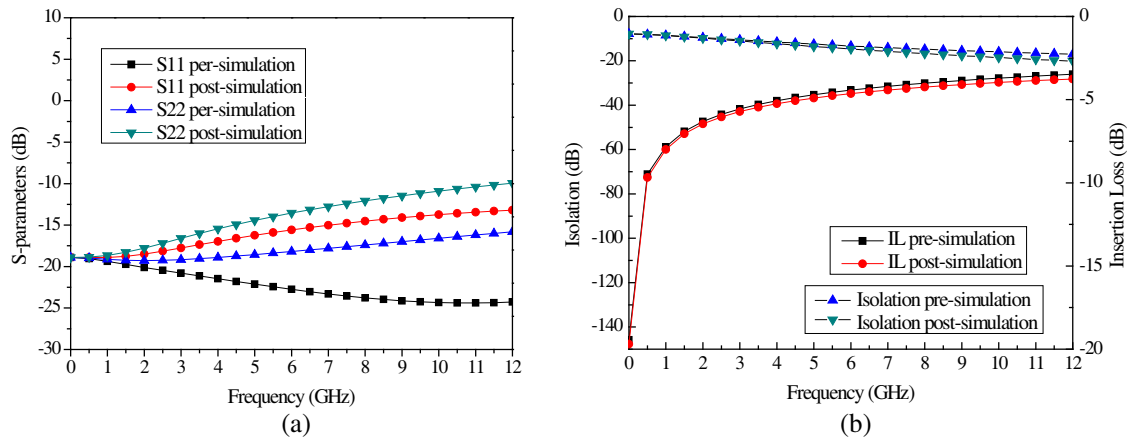 10
5
0
-5
-10
-15
-20
-25
-30
S-parameters (dB)
S11 per-simulation
S11 post-simulation
S22 per-simulation
S22 post-simulation
0 1 2 3 4 5 6 7 8 9 10 11 12
Frequency (GHz)
(a)
0
-20
-40
-60
-80
-100
-120
-140
Isolation (dB)
IL pre-simulation
IL post-simulation
Isolation pre-simulation
Isolation post-simulation
0
-5
-10
-15
-20
Insertion Loss (dB)
0 1 2 3 4 5 6 7 8 9 10 11 12
Frequency (GHz)
(b)